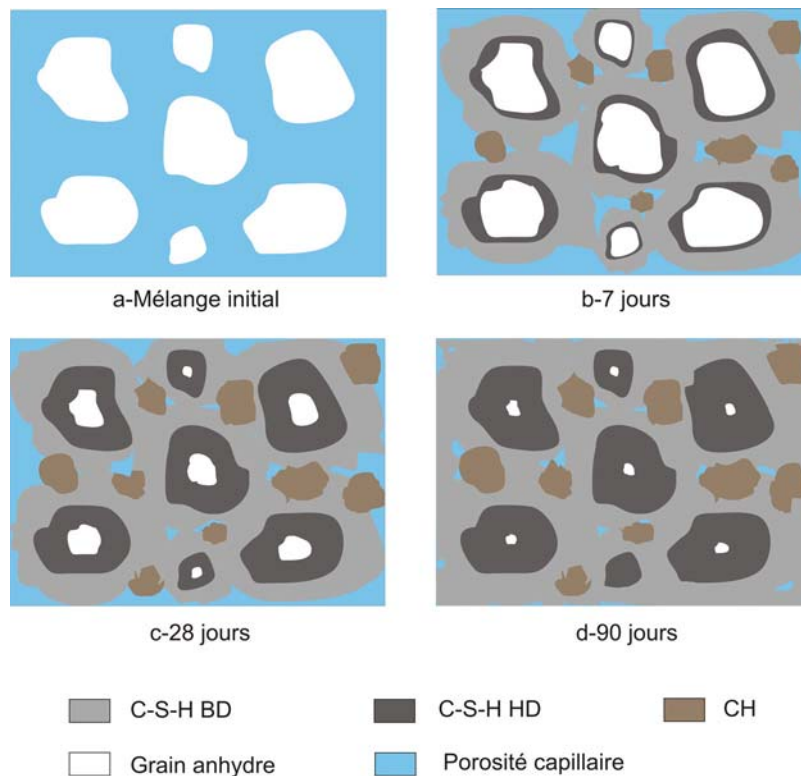 a-Mélange initial
b-7 jours
c-28 jours
d-90 jours
C-S-H BD
C-S-H HD
CH
Grain anhydre
Porosité capillaire